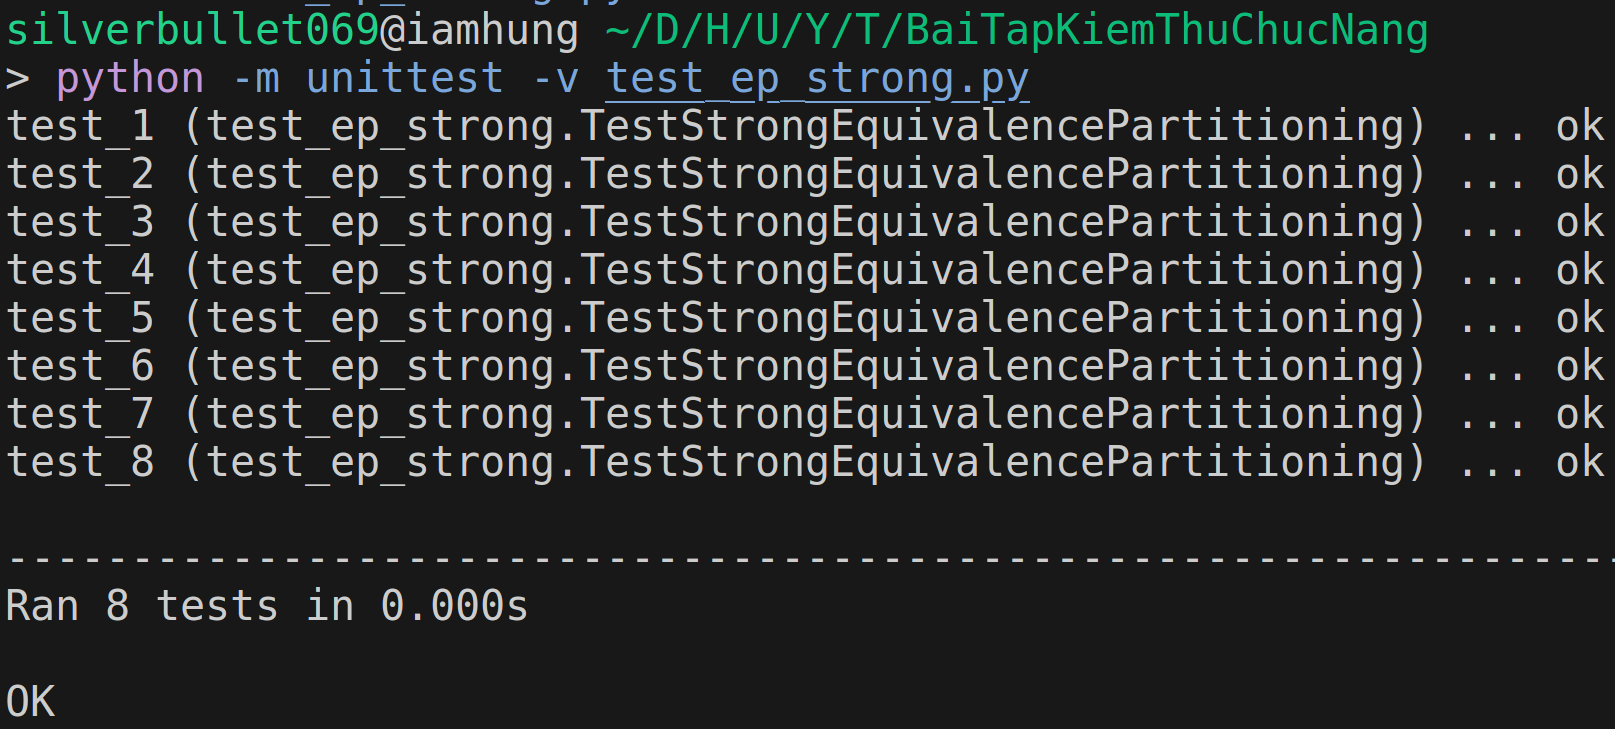 silverbullet069@iamhung ~/D/H/U/Y/T/BaiTapKiemThuChucNang
> python -m unittest -v test_ep_strong.py
test_1 (test_ep_strong.TestStrongEquivalencePartitioning) ... ok
test_2 (test_ep_strong.TestStrongEquivalencePartitioning) ... ok
test_3 (test_ep_strong.TestStrongEquivalencePartitioning) ... ok
test_4 (test_ep_strong.TestStrongEquivalencePartitioning) ... ok
test_5 (test_ep_strong.TestStrongEquivalencePartitioning) ... ok
test_6 (test_ep_strong.TestStrongEquivalencePartitioning) ... ok
test_7 (test_ep_strong.TestStrongEquivalencePartitioning) ... ok
test_8 (test_ep_strong.TestStrongEquivalencePartitioning) ... ok
-----------------------------------------------------------------
Ran 8 tests in 0.000s
OK